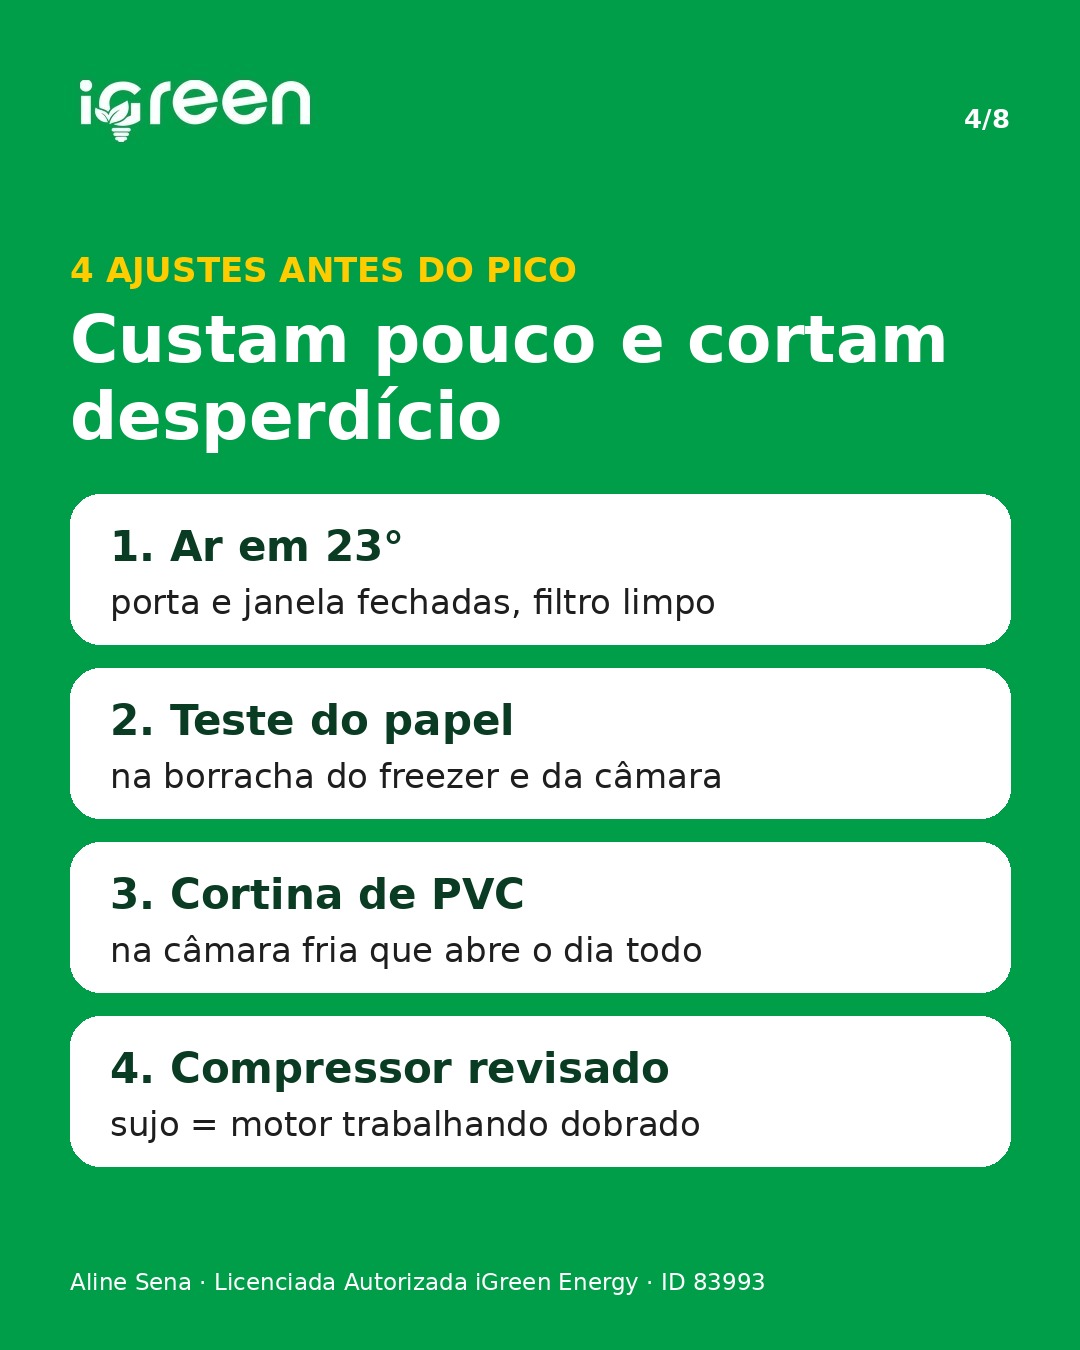 iGreen
4/8
4 AJUSTES ANTES DO PICO
Custam pouco e cortam
desperdício
1. Ar em 23°
porta e janela fechadas, filtro limpo
2. Teste do papel
na borracha do freezer e da câmara
3. Cortina de PVC
na câmara fria que abre o dia todo
4. Compressor revisado
sujo = motor trabalhando dobrado
Aline Sena · Licenciada Autorizada iGreen Energy · ID 83993